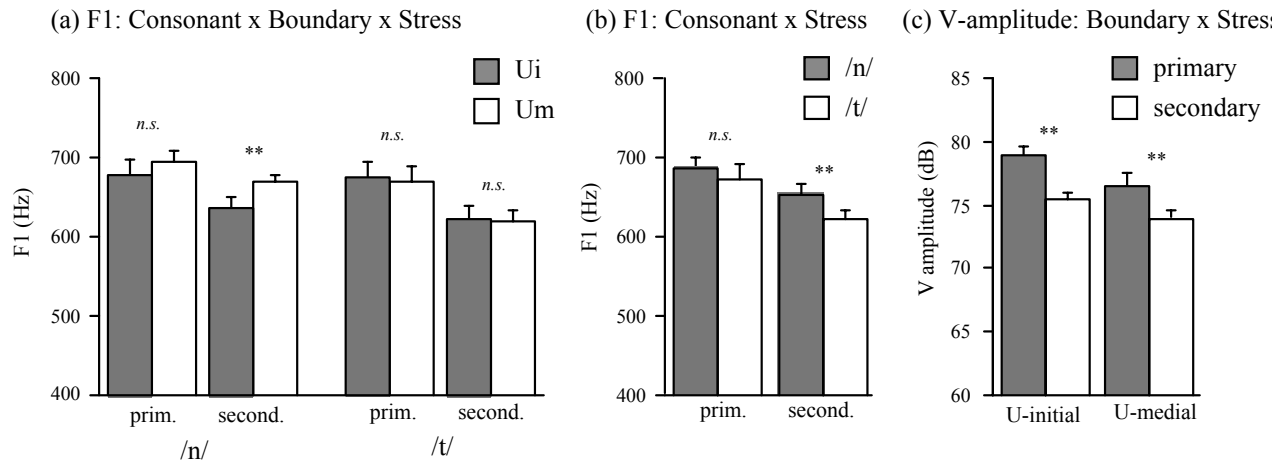 (a) F1: Consonant x Boundary x Stress
Ui
Um
800
700
600
500
400
F1 (Hz)
n.s.
**
n.s.
n.s.
prim.
second.
prim.
second.
/n/
/t/
(b) F1: Consonant x Stress
/n/
/t/
800
700
600
500
400
F1 (Hz)
n.s.
**
prim.
second.
(c) V-amplitude: Boundary x Stress
primary
secondary
85
80
75
70
65
60
V amplitude (dB)
**
**
U-initial
U-medial